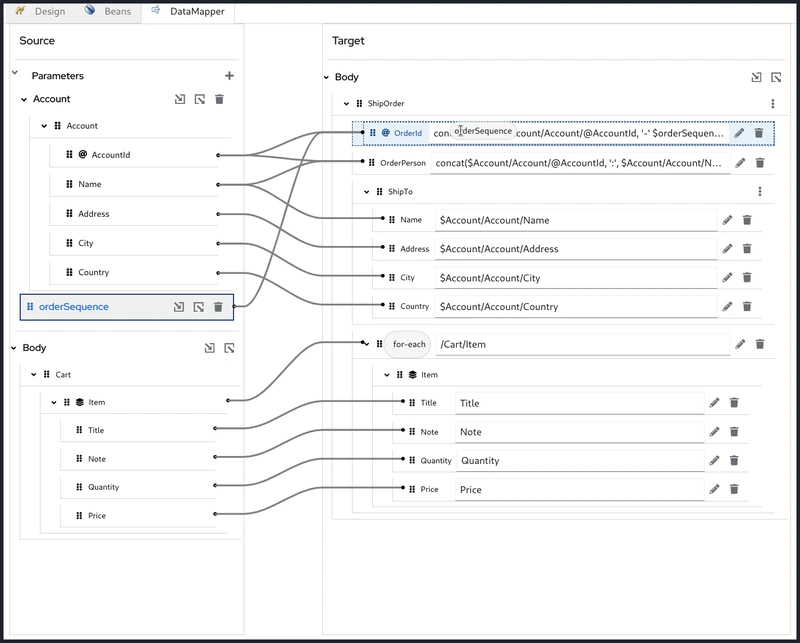 Design Beans DataMapper
Source
Parameters
Account
Account
@ AccountId
Name
Address
City
Country
orderSequence
Body
Cart
Item
Title
Note
Quantity
Price
Target
Body
ShipOrder
@ OrderId count/Account/@AccountId, '-' $orderSequen...
orderSequence
OrderPerson concat($Account/Account/@AccountId, ':', $Account/Account/N...
ShipTo
Name $Account/Account/Name
Address $Account/Account/Address
City $Account/Account/City
Country $Account/Account/Country
for-each /Cart/Item
Item
Title Title
Note Note
Quantity Quantity
Price Price